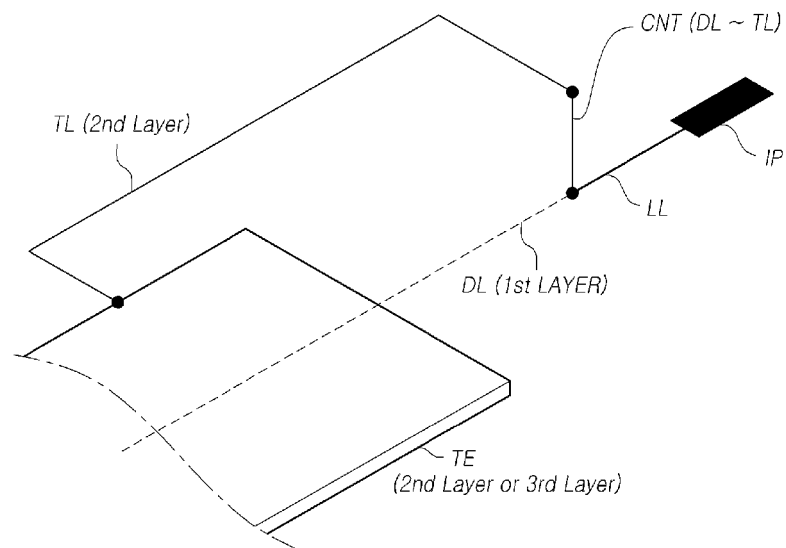 CNT (DL ~ TL)
TL (2nd Layer)
IP
LL
DL (1st LAYER)
TE
(2nd Layer or 3rd Layer)